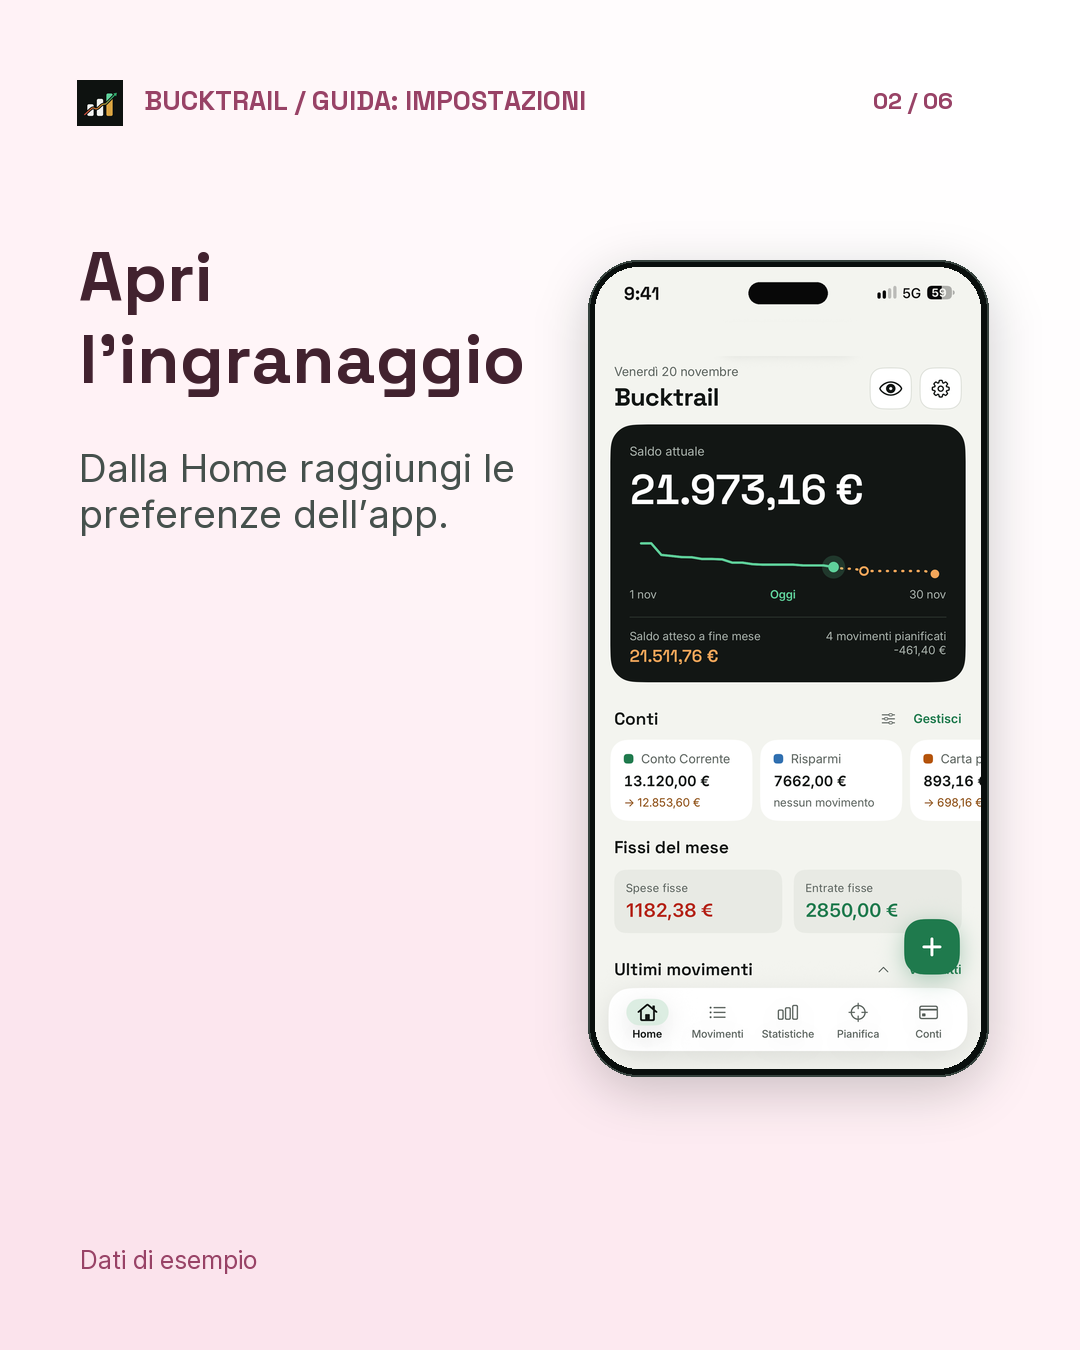 BUCKTRAIL / GUIDA: IMPOSTAZIONI
02 / 06
Apri
l’ingranaggio
Dalla Home raggiungi le
preferenze dell’app.
9:41
5G
59
Venerdì 20 novembre
Bucktrail
Saldo attuale
21.973,16 €
1 nov
Oggi
30 nov
Saldo atteso a fine mese
4 movimenti pianificati
21.511,76 €
-461,40 €
Conti
Gestisci
Conto Corrente
Risparmi
Carta p
13.120,00 €
7662,00 €
893,16 €
→ 12.853,60 €
nessun movimento
→ 698,16 €
Fissi del mese
Spese fisse
Entrate fisse
1182,38 €
2850,00 €
Ultimi movimenti
Home
Movimenti
Statistiche
Pianifica
Conti
Dati di esempio